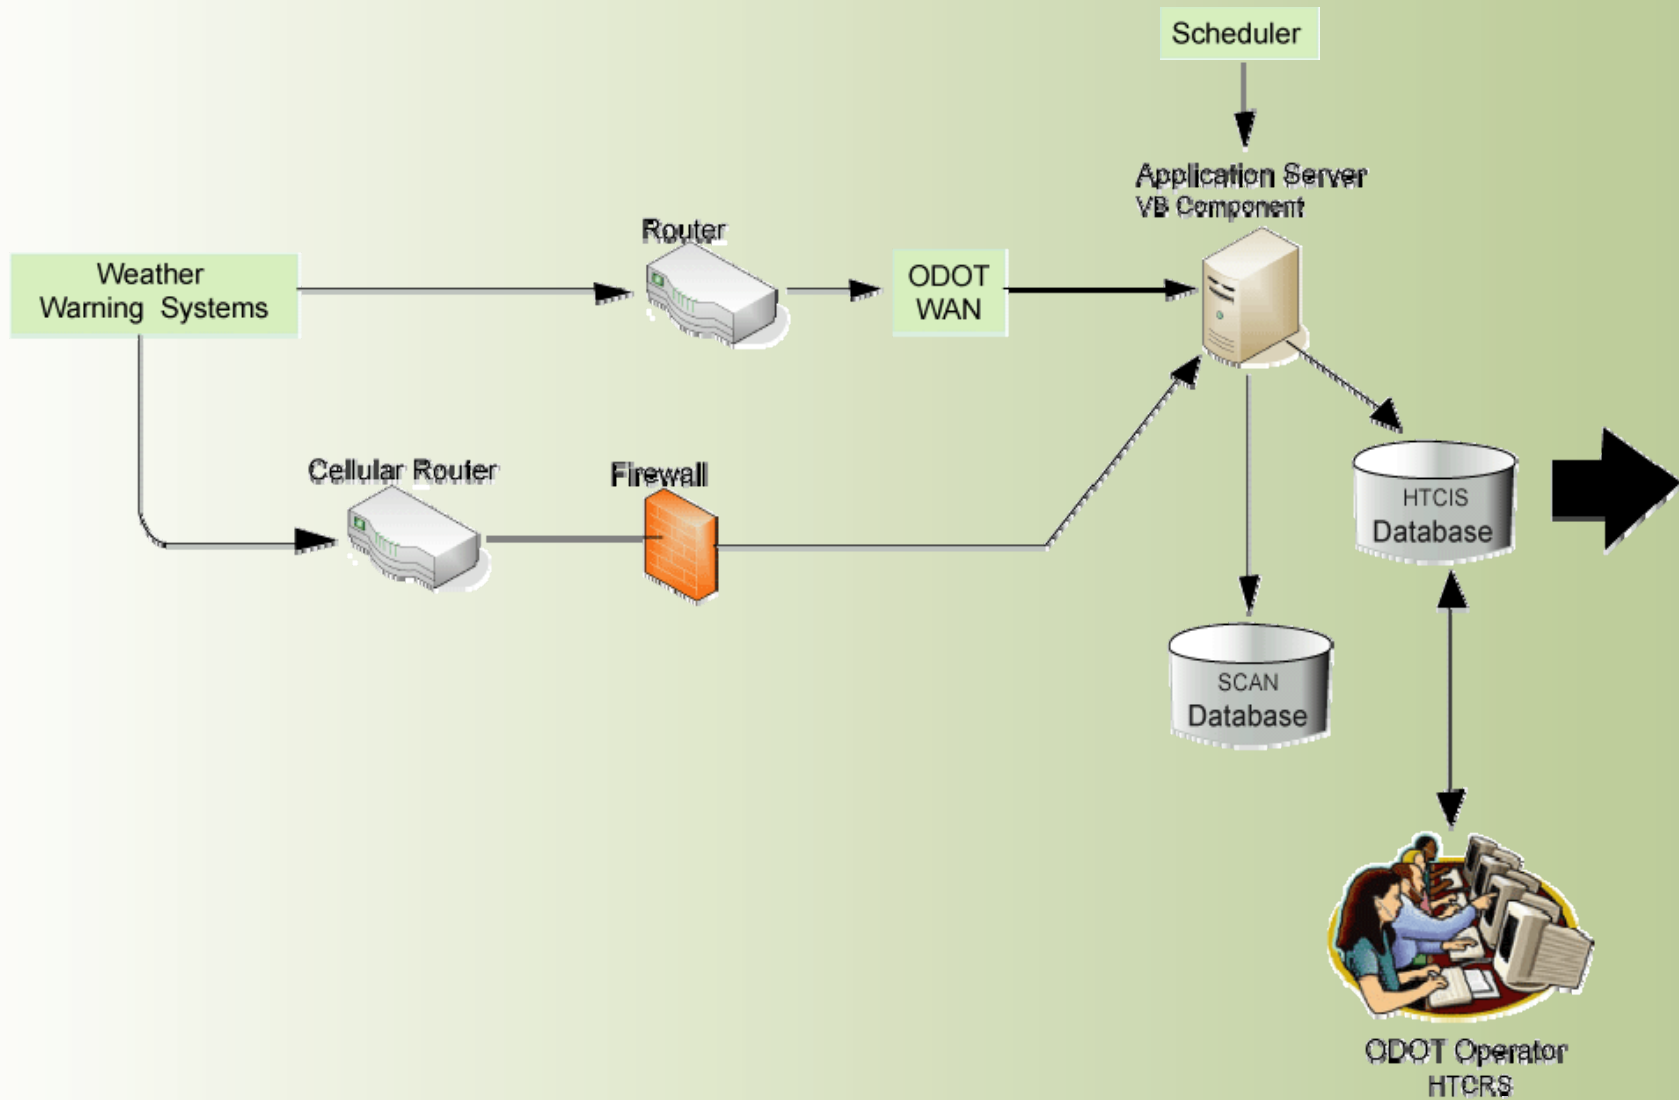 Scheduler
Application Server
VB Component
Router
Weather
Warning Systems
ODOT
WAN
Cellular Router
Firewall
HTCIS
Database
SCAN
Database
ODOT Operator
HTCRS